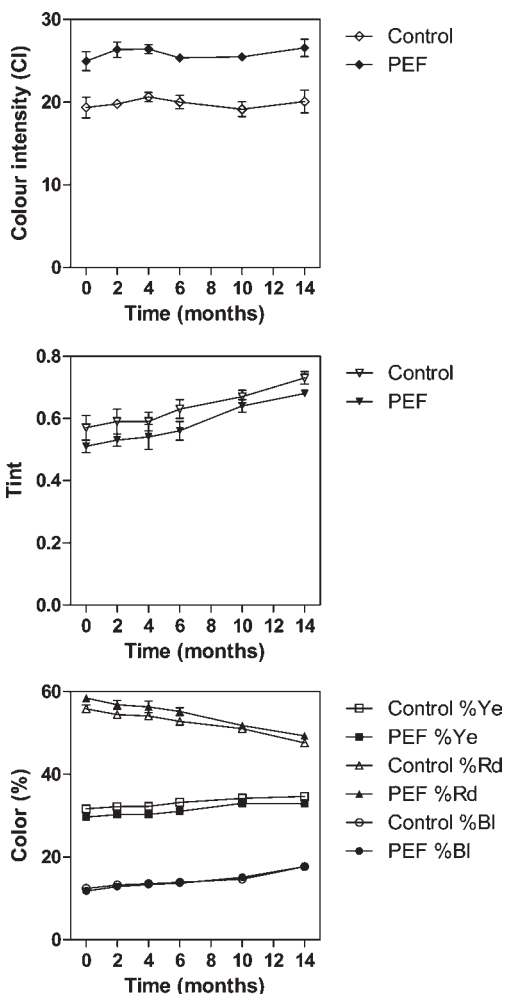 30
20
10
0
Colour intensity (CI)
0 2 4 6 8 10 12 14
Time (months)
Control
PEF
0.8
0.6
0.4
0.2
0.0
Tint
0 2 4 6 8 10 12 14
Time (months)
Control
PEF
60
40
20
0
Color (%)
0 2 4 6 8 10 12 14
Time (months)
Control %Ye
PEF %Ye
Control %Rd
PEF %Rd
Control %Bl
PEF %Bl